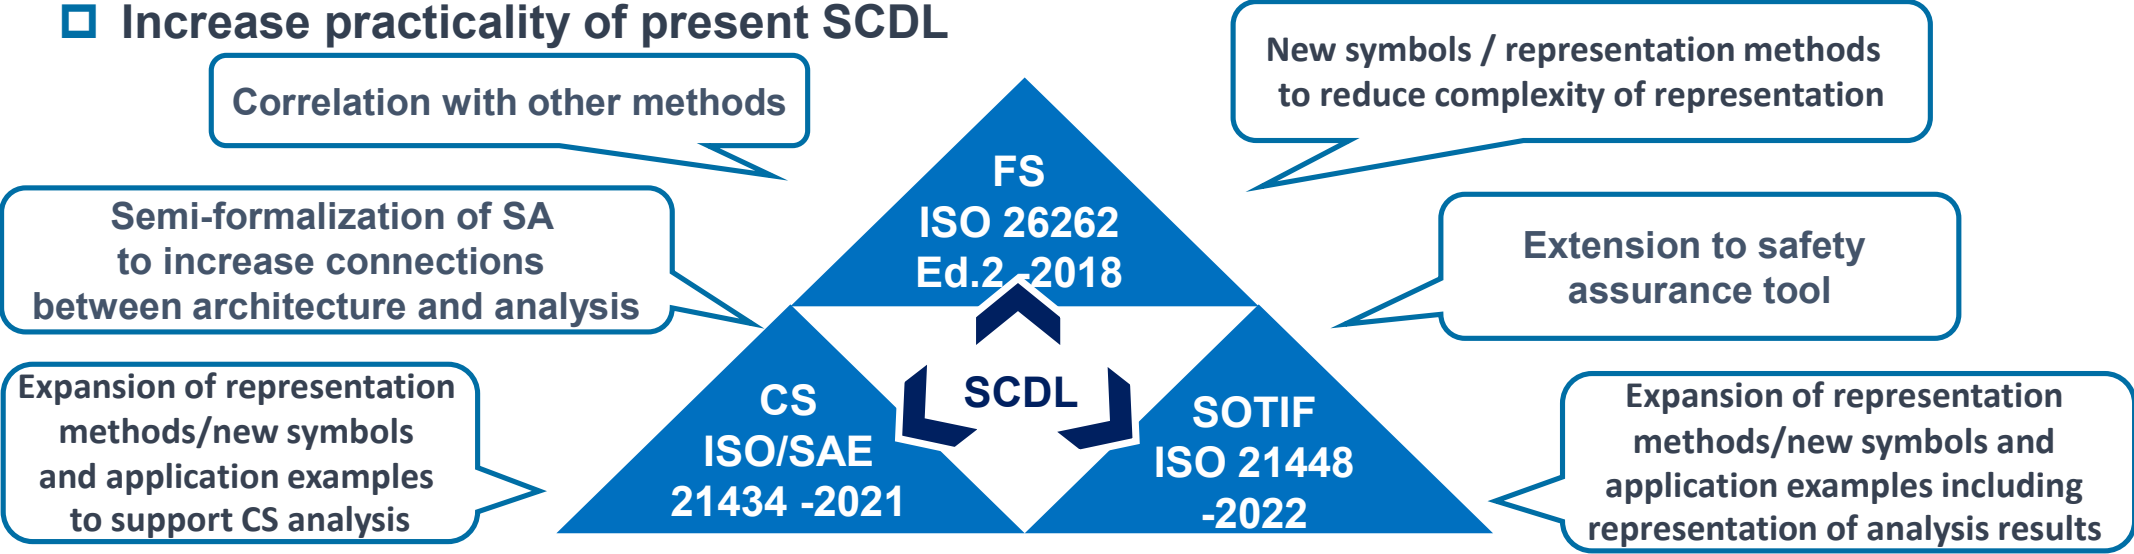 Increase practicality of present SCDL
Correlation with other methods
New symbols / representation methods
to reduce complexity of representation
Semi-formalization of SA
to increase connections
between architecture and analysis
FS
ISO 26262
Ed.2 -2018
Extension to safety
assurance tool
Expansion of representation
methods/new symbols
and application examples
to support CS analysis
CS
ISO/SAE
21434 -2021
SCDL
SOTIF
ISO 21448
-2022
Expansion of representation
methods/new symbols and
application examples including
representation of analysis results